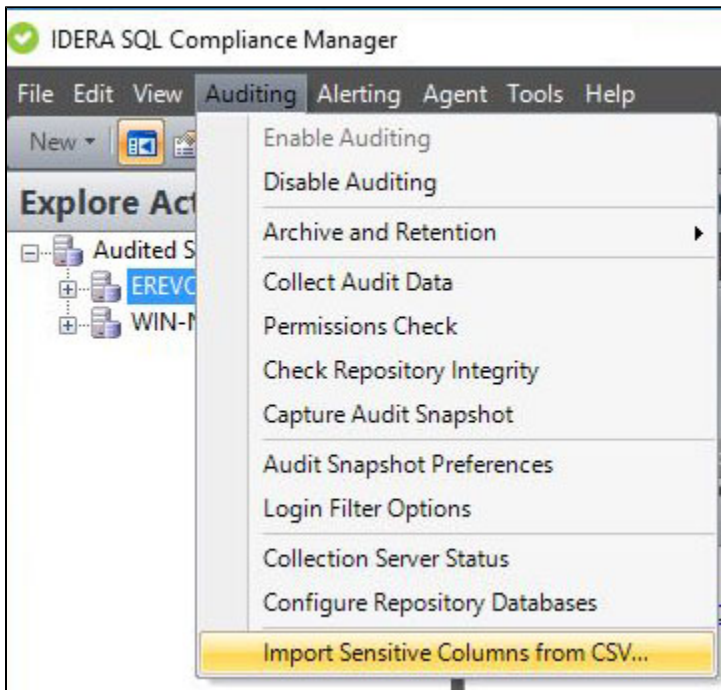 IDERA SQL Compliance Manager
File Edit View Auditing Alerting Agent Tools Help
New
Enable Auditing
Disable Auditing
Explore Act
Archive and Retention
Audited S
Collect Audit Data
EREVO
Permissions Check
WIN-N
Check Repository Integrity
Capture Audit Snapshot
Audit Snapshot Preferences
Login Filter Options
Collection Server Status
Configure Repository Databases
Import Sensitive Columns from CSV...